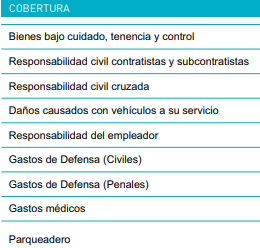 COBERTURA
Bienes bajo cuidado, tenencia y control
Responsabilidad civil contratistas y subcontratistas
Responsabilidad civil cruzada
Daños causados con vehículos a su servicio
Responsabilidad del empleador
Gastos de Defensa (Civiles)
Gastos de Defensa (Penales)
Gastos médicos
Parqueadero